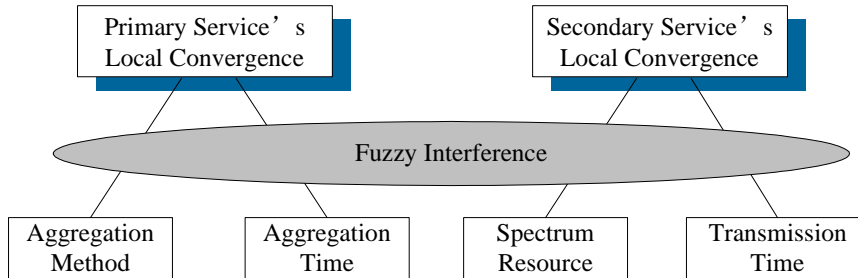 Primary Service's
Local Convergence
Secondary Service's
Local Convergence
Fuzzy Interference
Aggregation
Method
Aggregation
Time
Spectrum
Resource
Transmission
Time